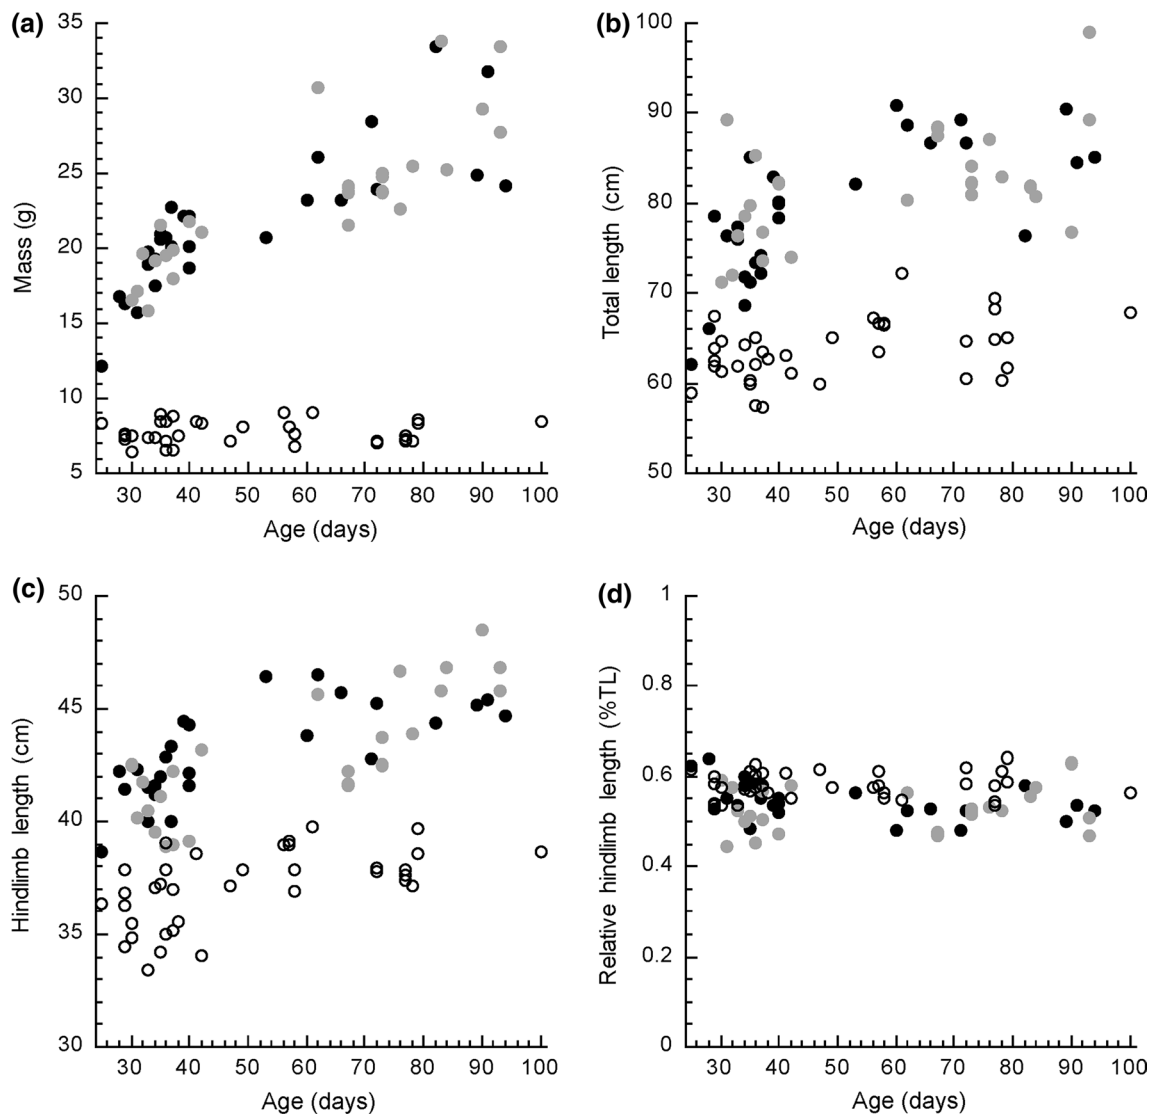 (a)
35
30
25
20
15
10
5
Mass (g)
30 40 50 60 70 80 90 100
Age (days)
(b)
100
90
80
70
60
50
Total length (cm)
30 40 50 60 70 80 90 100
Age (days)
(c)
50
45
40
35
30
Hindlimb length (cm)
30 40 50 60 70 80 90 100
Age (days)
(d)
1
0.8
0.6
0.4
0.2
0
Relative hindlimb length (%TL)
30 40 50 60 70 80 90 100
Age (days)